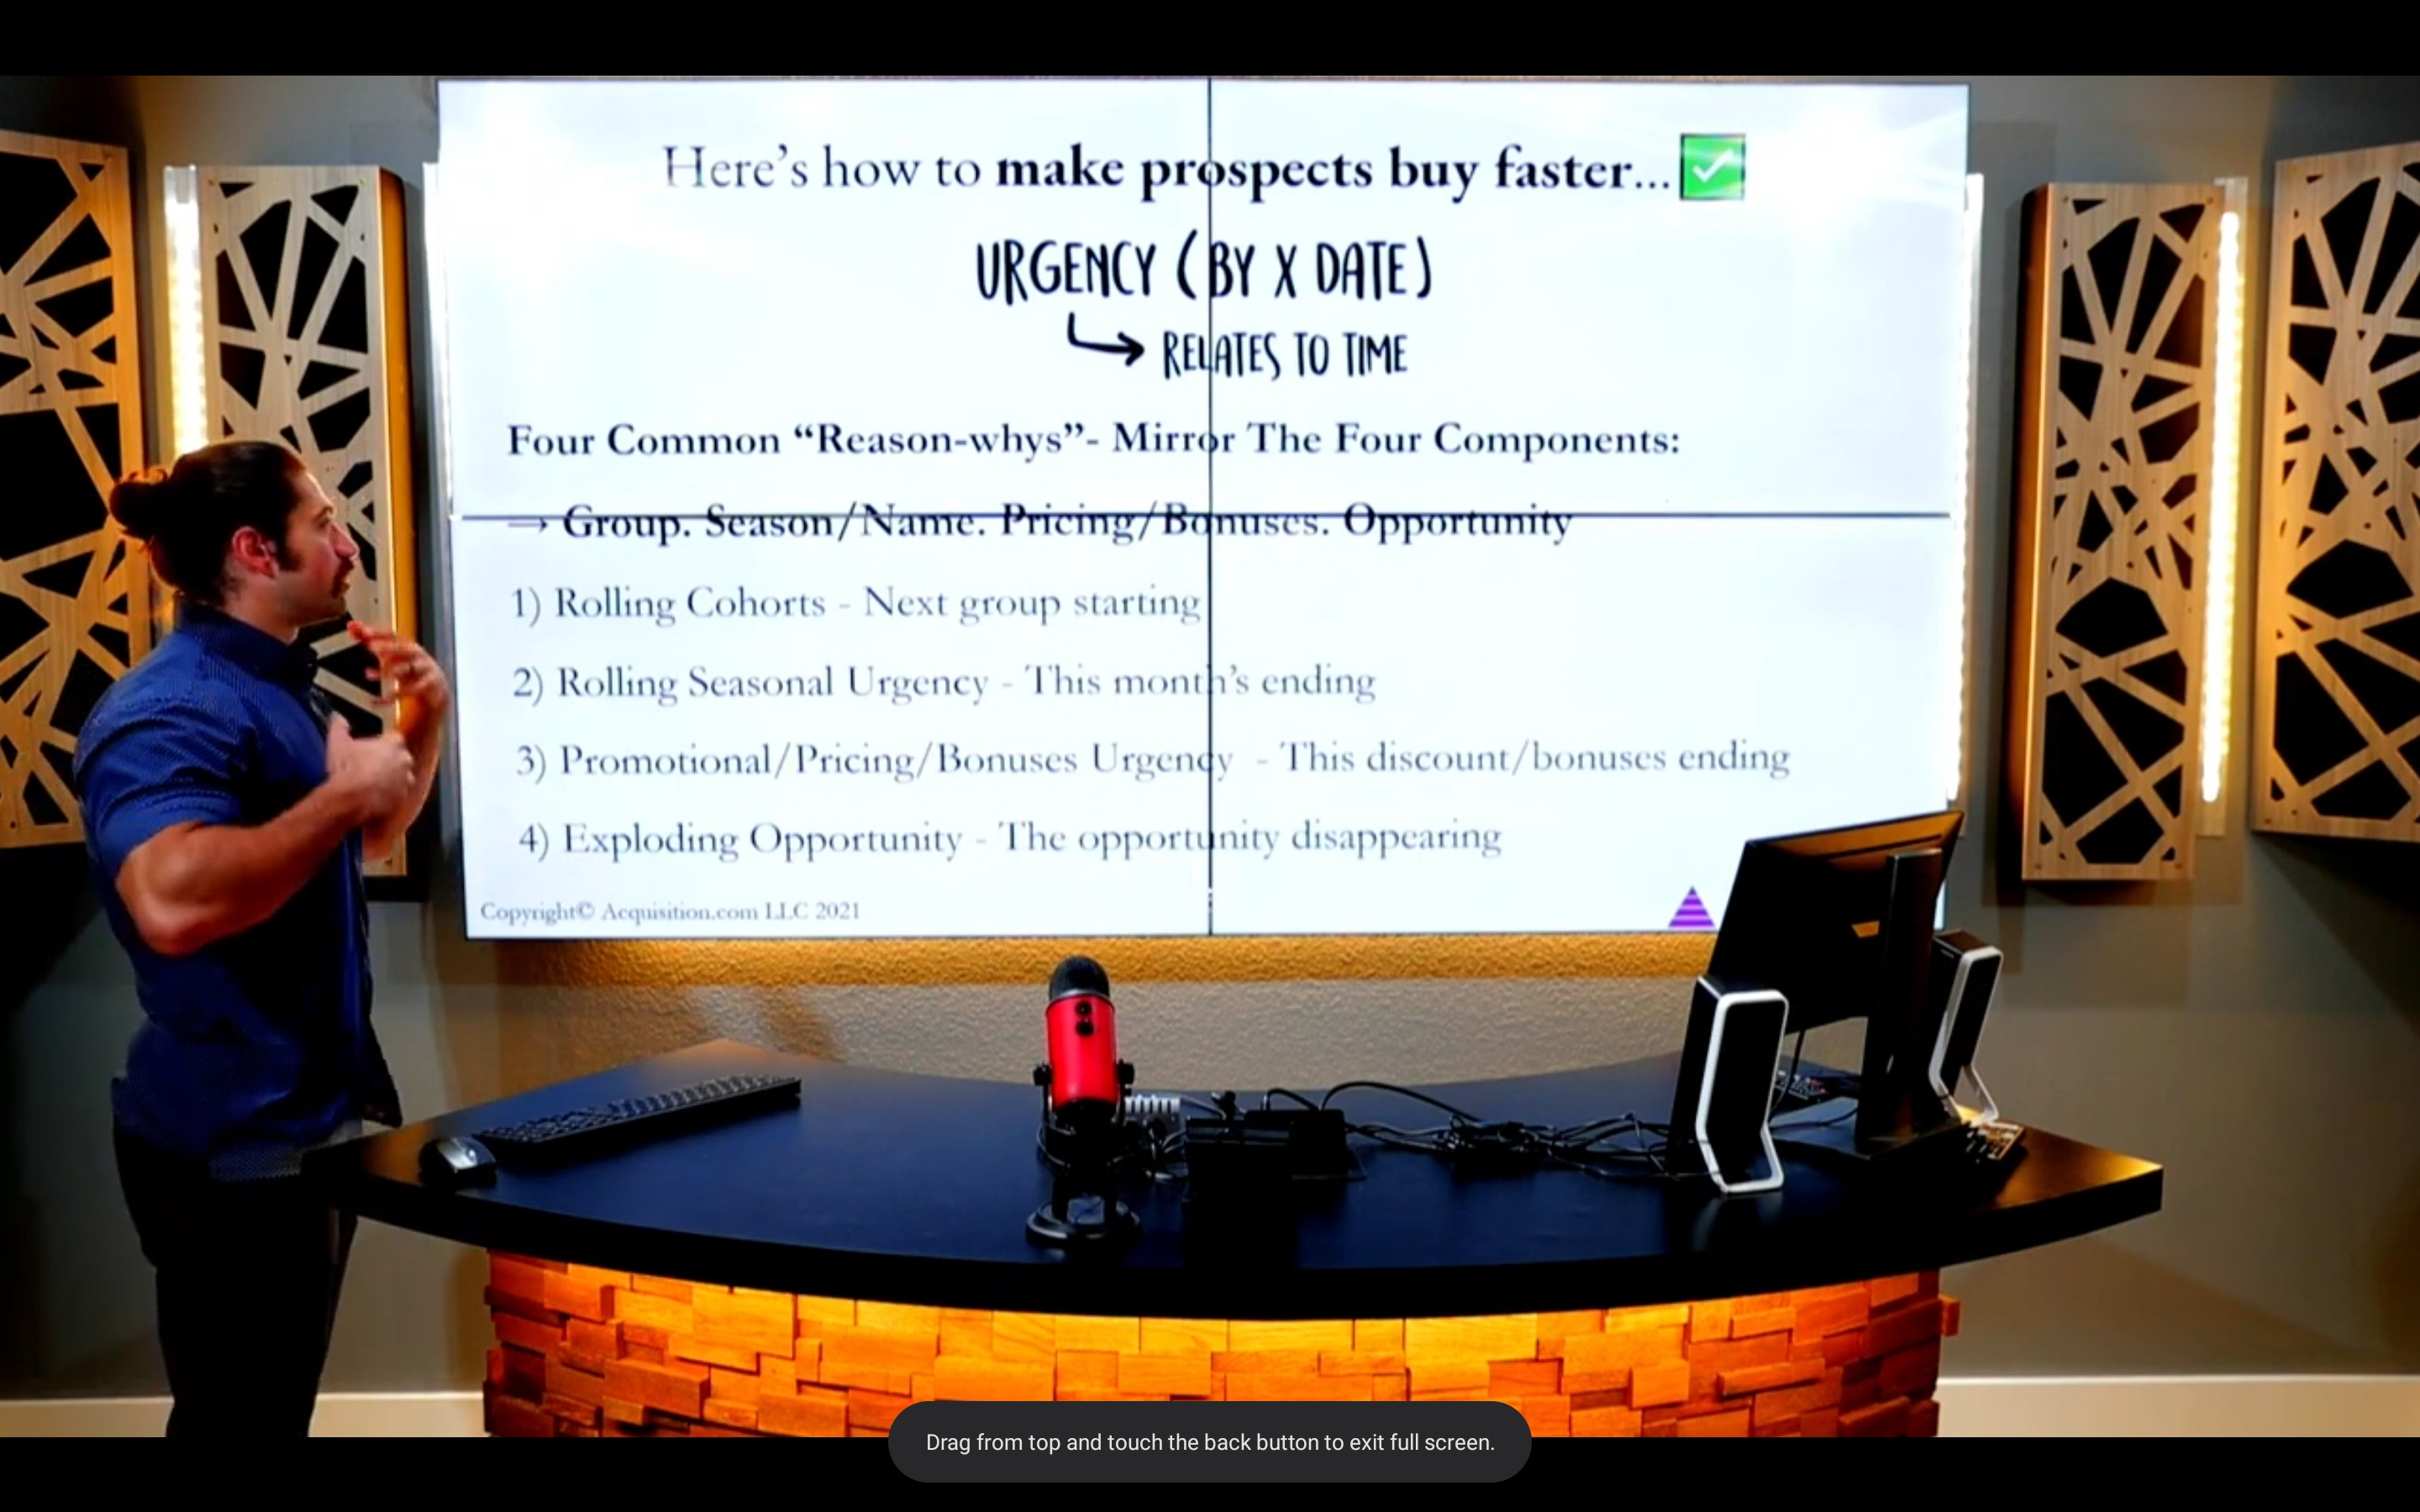 Here's how to make prospects buy faster...
URGENCY (BY X DATE)
RELATES TO TIME
Four Common “Reason-whys”- Mirror The Four Components:
→ Group. Season/Name. Pricing/Bonuses. Opportunity
1) Rolling Cohorts - Next group starting
2) Rolling Seasonal Urgency - This month's ending
3) Promotional/Pricing/Bonuses Urgency - This discount/bonuses ending
4) Exploding Opportunity - The opportunity disappearing
Copyright© Acquisition.com LLC 2021
Drag from top and touch the back button to exit full screen.